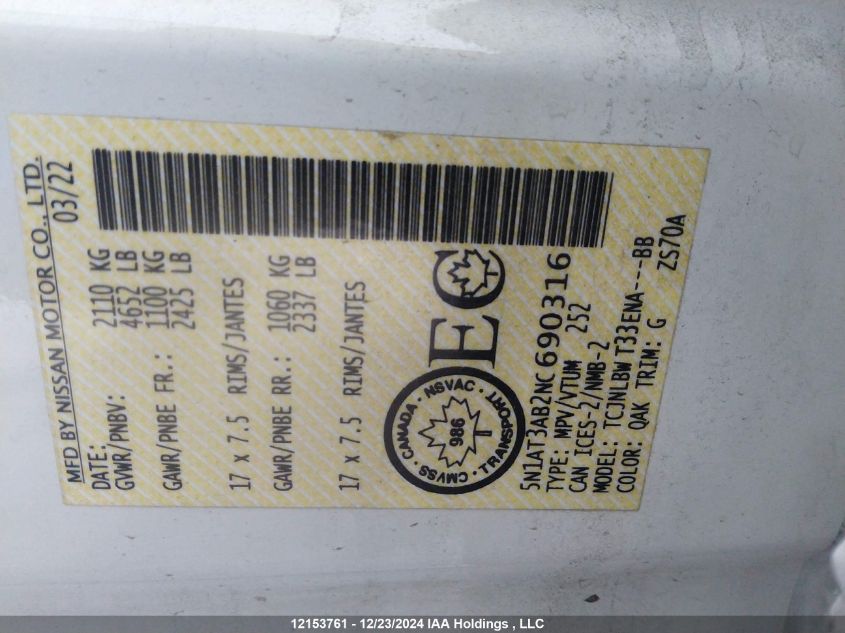 MFD BY NISSAN MOTOR CO., LTD.
DATE: 03/22
GVWR/PNBV: 2110 KG
4652 LB
GAWR/PNBE FR.: 1100 KG
2425 LB
17 x 7.5 RIMS/JANTES
GAWR/PNBE RR.: 1060 KG
2337 LB
17 x 7.5 RIMS/JANTES
CANADA · NSVAC · TRANSPORT · CMVSS ·
986
T
EC
T
5N1AT3AB2NC690316
TYPE: MPV/VTUM 252
CAN ICES-2/NMB-2
MODEL: TCJNLBW T33ENA----BB
COLOR: QAK TRIM: G ZS70A
12153761 - 12/23/2024 IAA Holdings , LLC